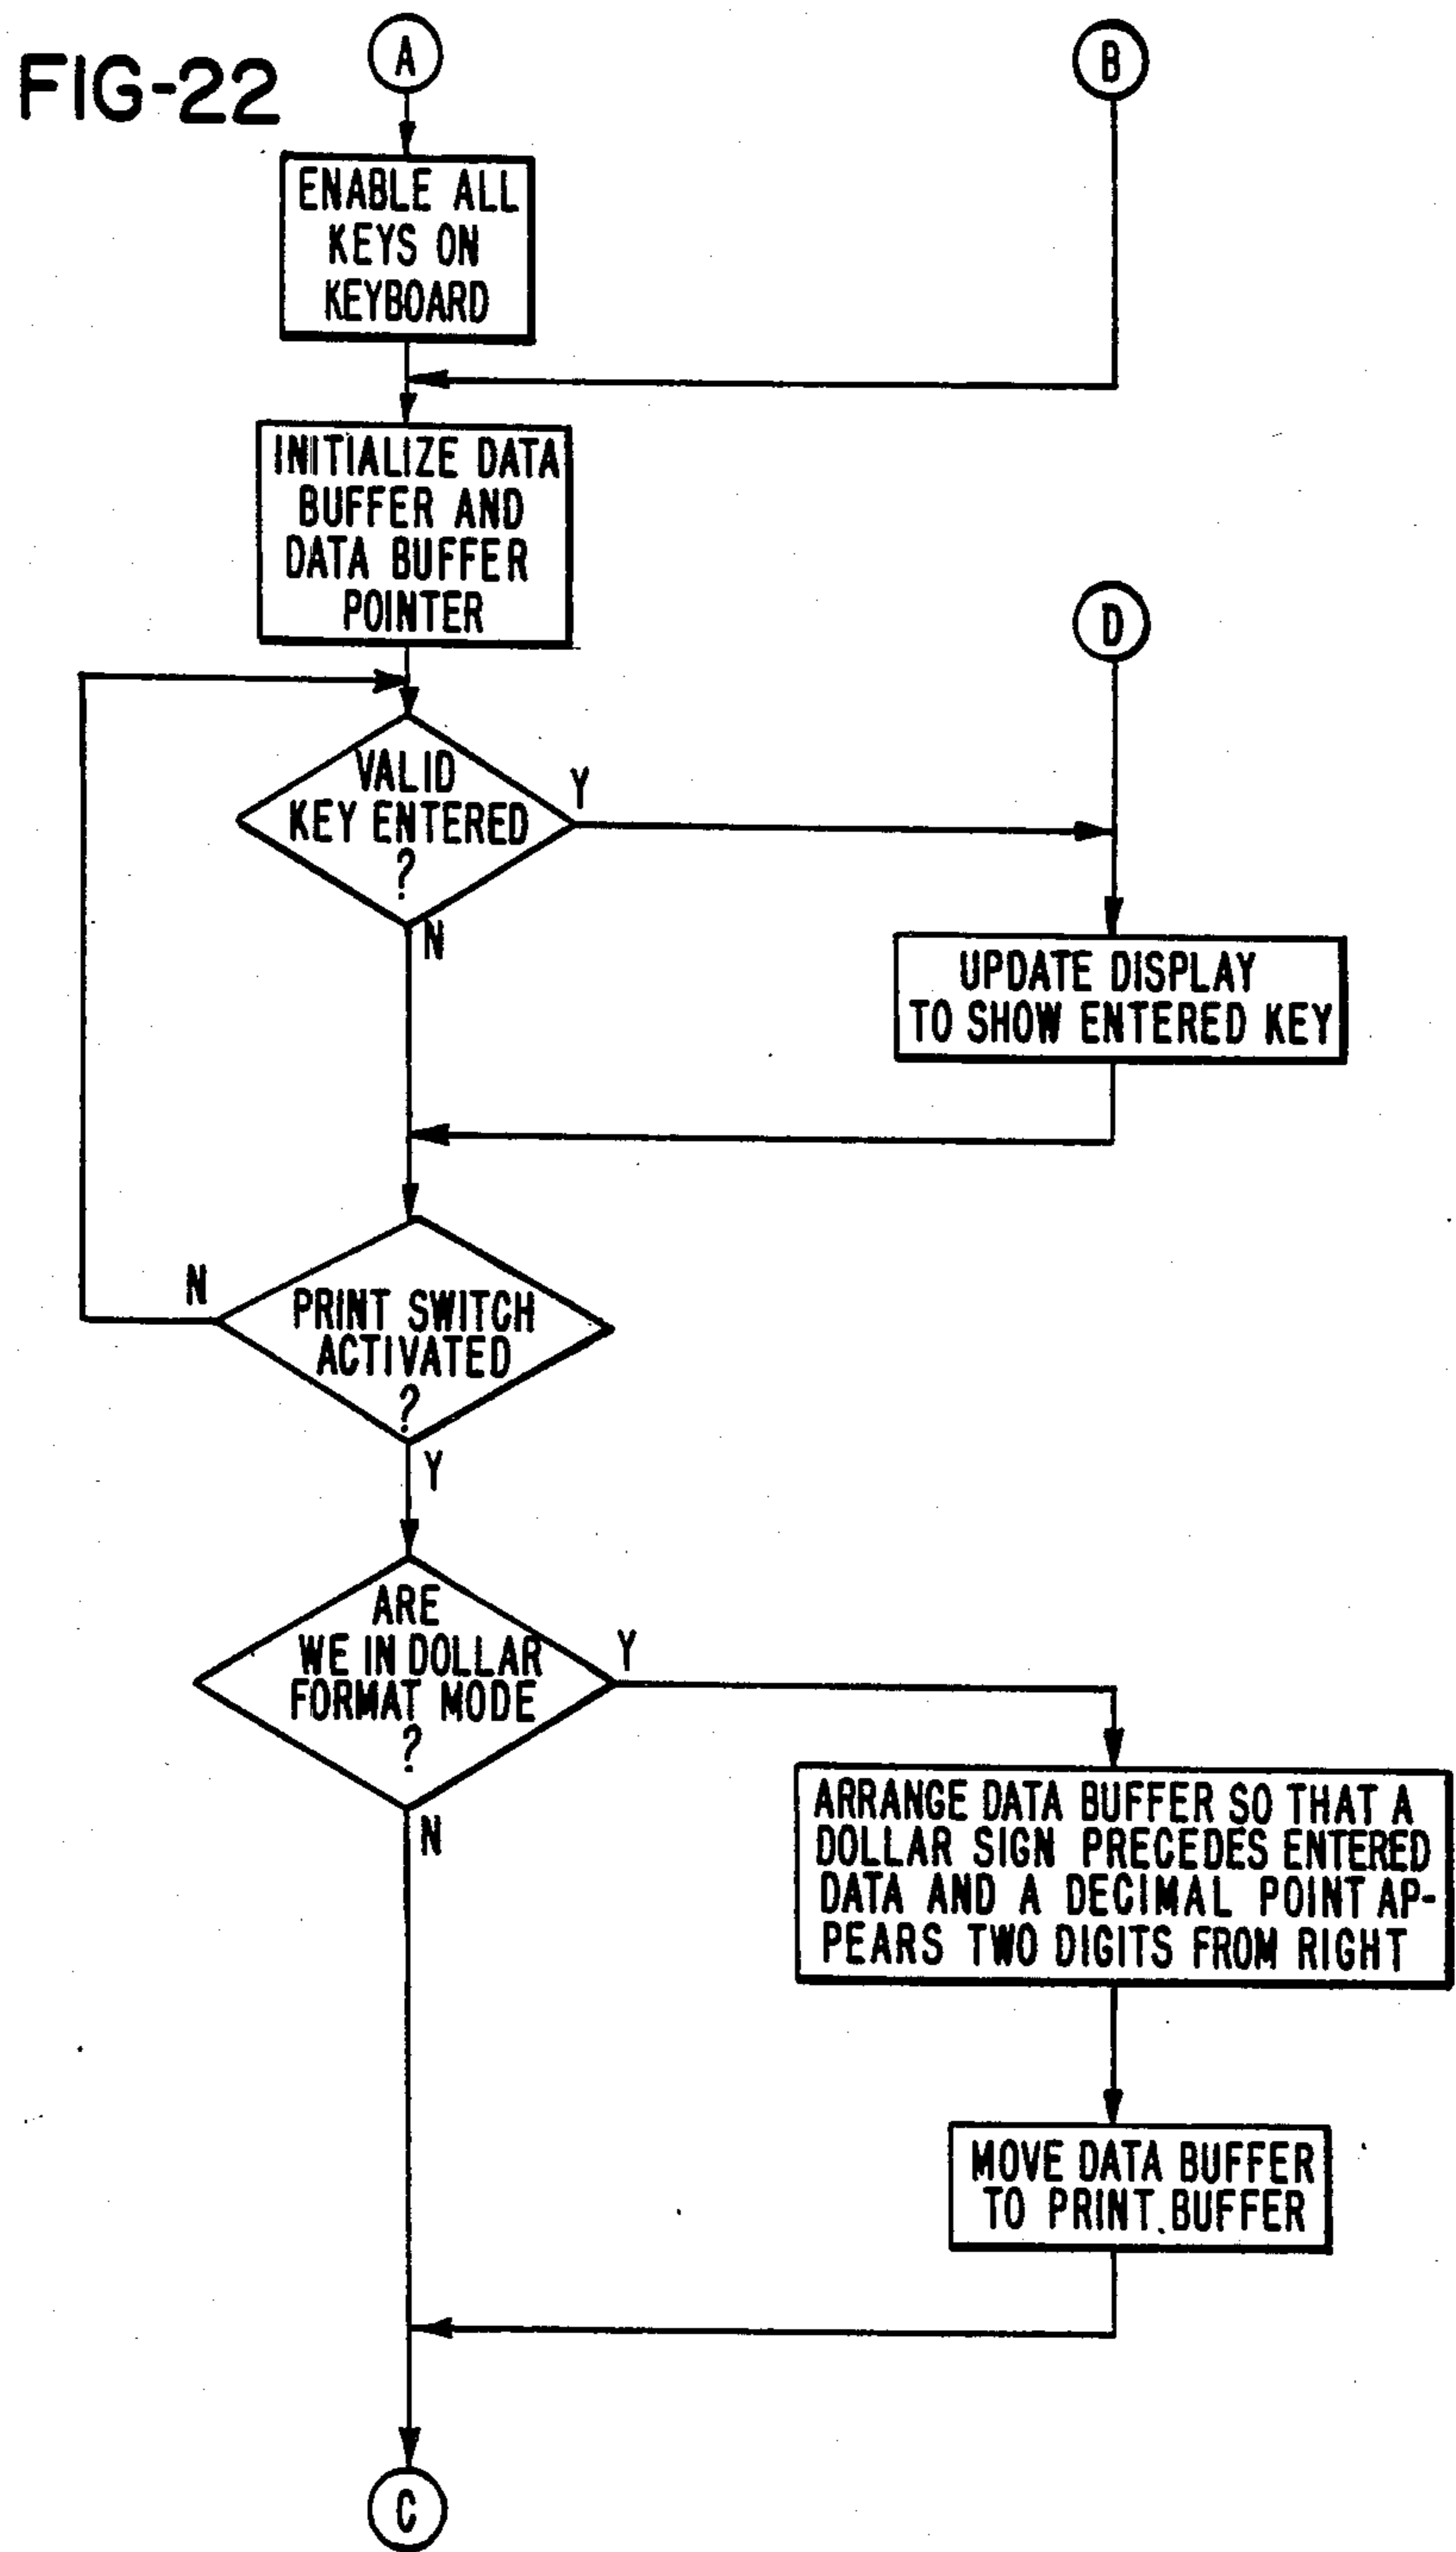 FIG-22
A
B
ENABLE ALL
KEYS ON
KEYBOARD
INITIALIZE DATA
BUFFER AND
DATA BUFFER
POINTER
D
VALID
KEY ENTERED
?
Y
N
UPDATE DISPLAY
TO SHOW ENTERED KEY
PRINT SWITCH
ACTIVATED
?
N
Y
ARE
WE IN DOLLAR
FORMAT MODE
?
Y
N
ARRANGE DATA BUFFER SO THAT A
DOLLAR SIGN PRECEDES ENTERED
DATA AND A DECIMAL POINT AP-
PEARS TWO DIGITS FROM RIGHT
MOVE DATA BUFFER
TO PRINT BUFFER
C